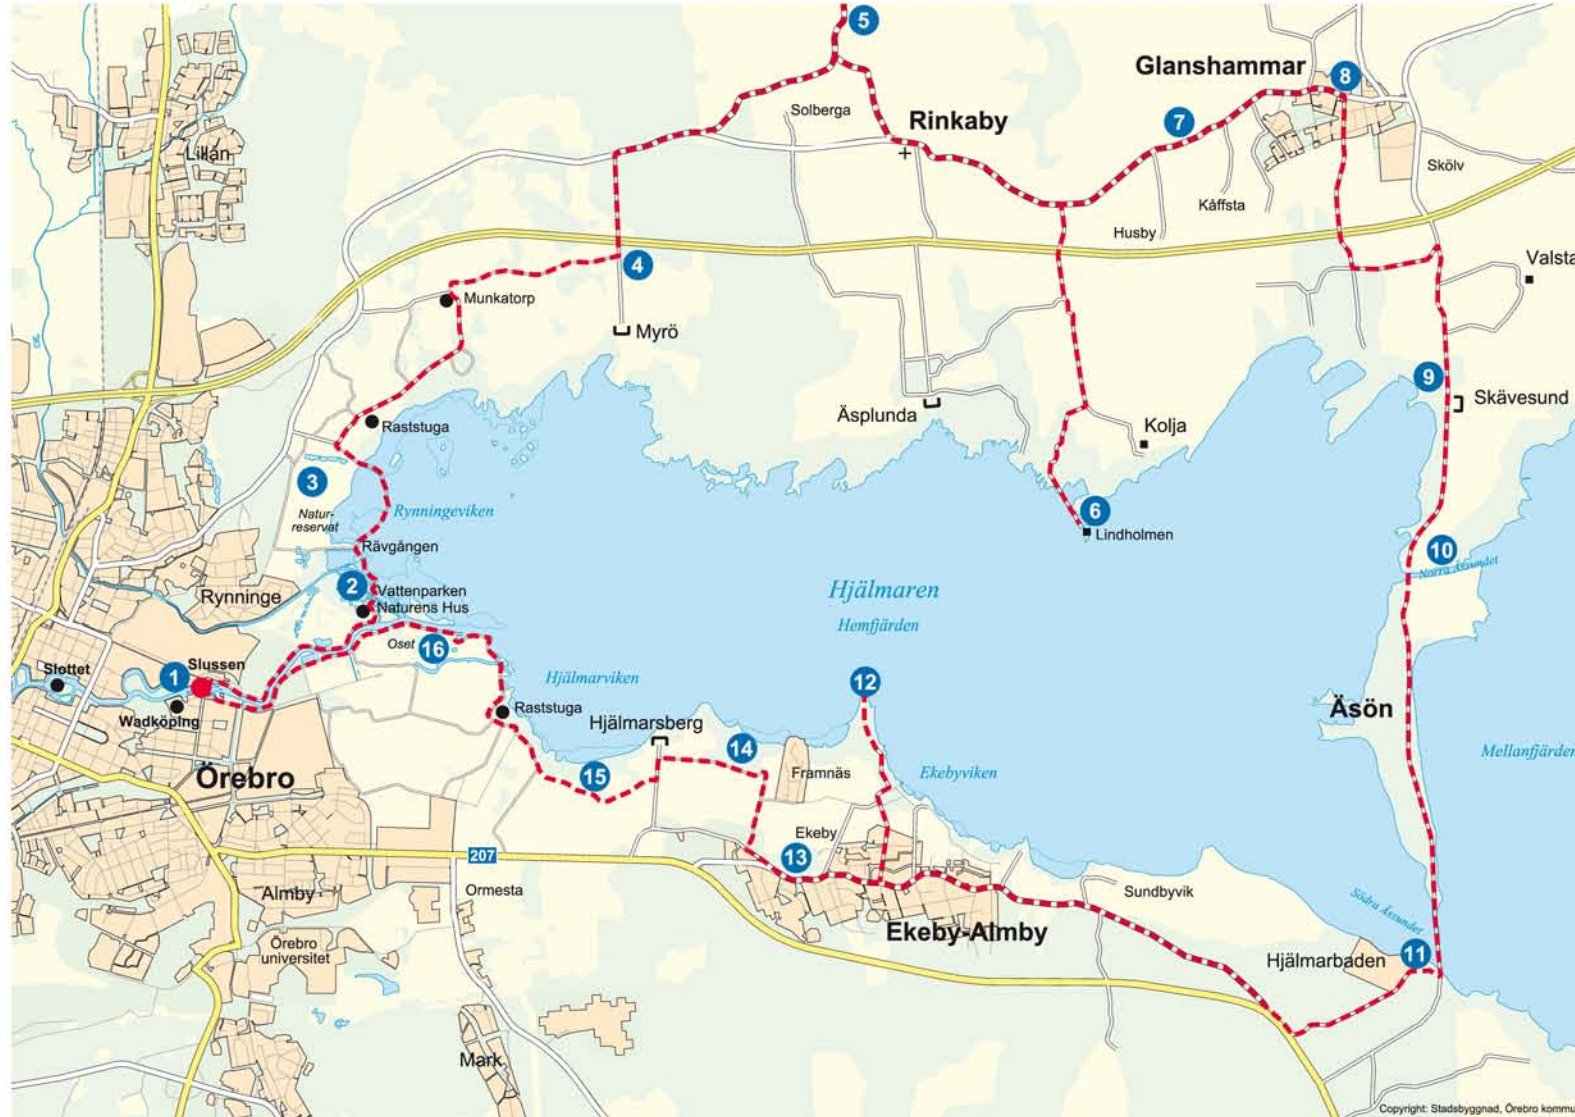 5
Glanshammar
8
Solberga
Rinkaby
7
Lillån
Skölv
Kåffsta
Husby
4
Valsta
Munkatorp
Myrö
9
Skävesund
Äsplunda
Kolja
Raststuga
3
Natur-
reservat
Rynningeviken
6
Lindholmen
Rävgången
10
Norra Ässundet
2
Vattenparken
Naturens Hus
Rynninge
Hjälmaren
Hemfjärden
Oset
16
Slussen
Slottet
1
Hjälmarviken
12
Wadköping
Raststuga
Hjälmarsberg
Äsön
14
Mellanfjärden
Örebro
15
Framnäs
Ekebyviken
Ekeby
207
13
Ormesta
Almby
Sundbyvik
Södra Ässundet
Ekeby-Almby
Örebro
universitet
Hjälmarbaden
11
Mark
Copyright: Stadsbyggnad, Örebro kommu